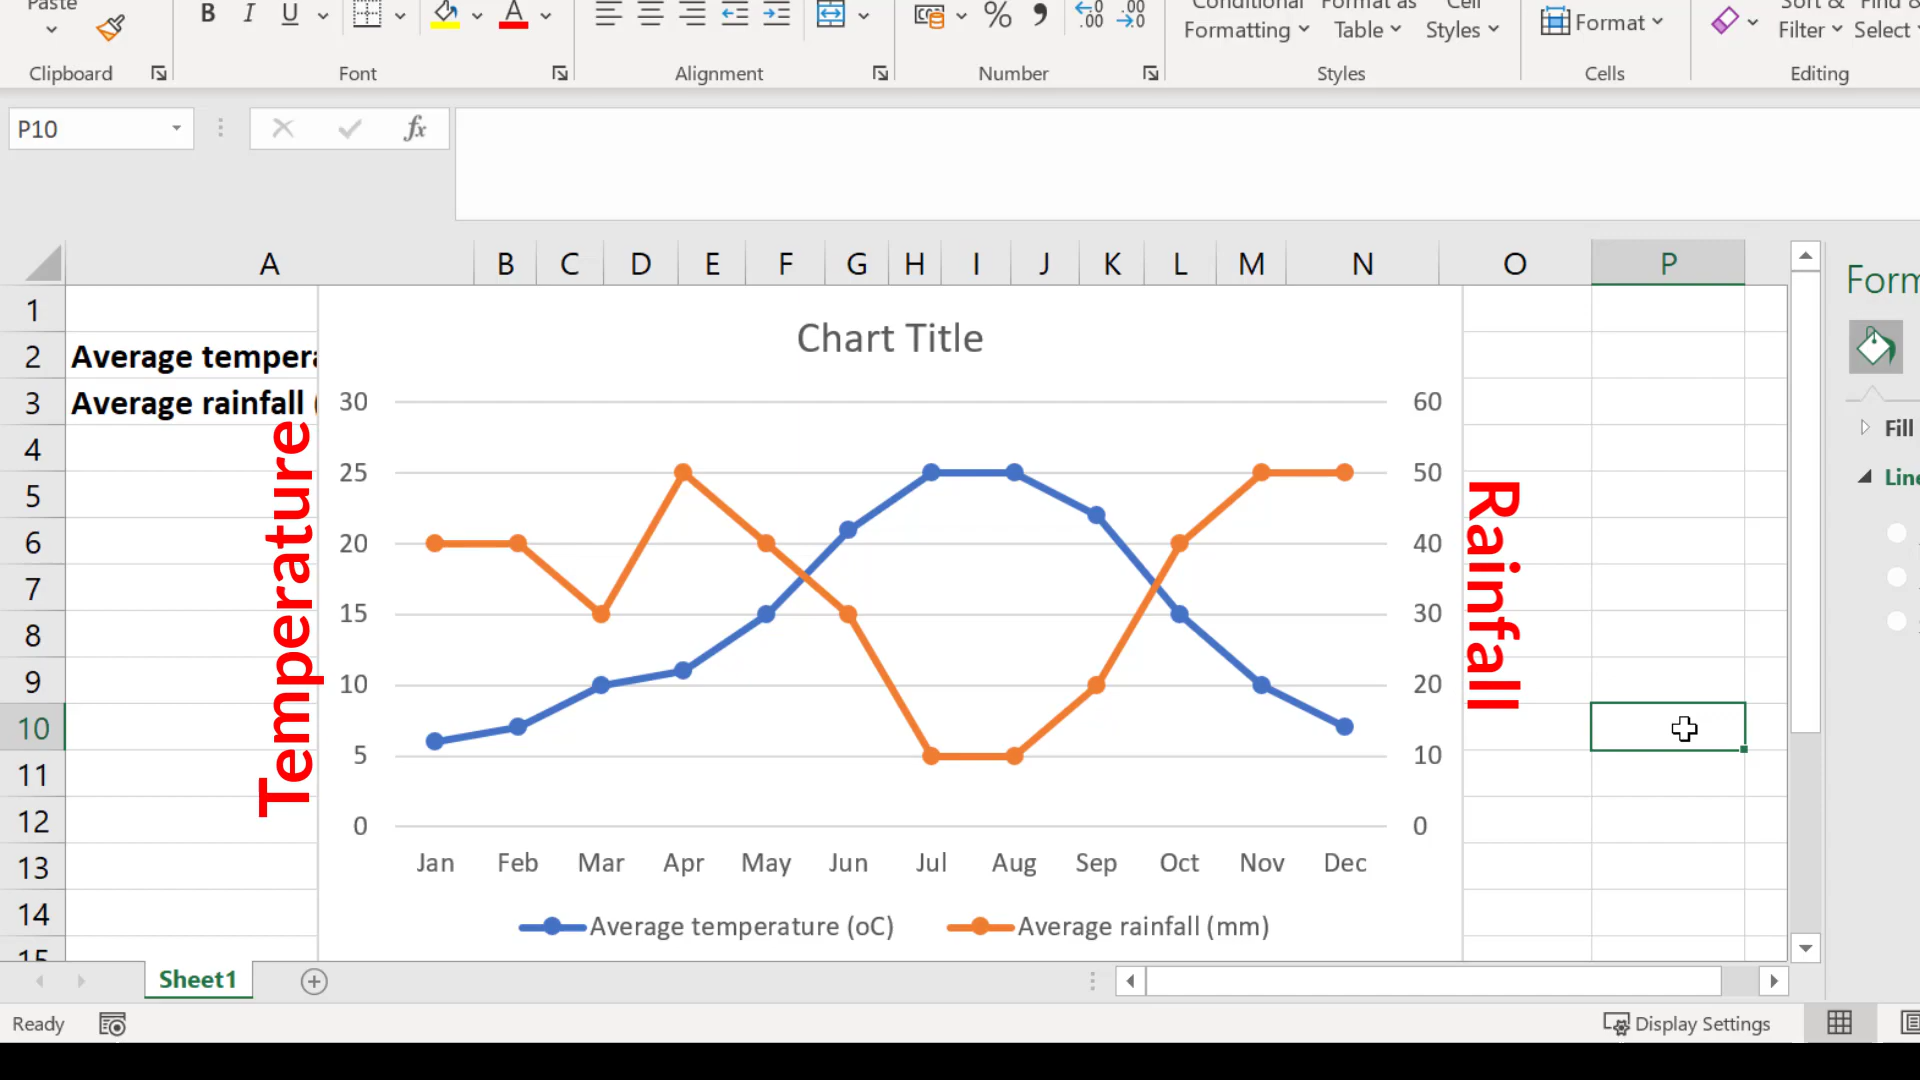 Paste
B I U A
% 
Conditional Format as Cell
Formatting Table Styles
Format
Sort & Find &
Filter Select
Clipboard Font Alignment Number Styles Cells Editing
P10 fx
A B C D E F G H I J K L M N O P
1
2 Average tempera
3 Average rainfall (
4
5
6
7
8
9
10
11
12
13
14
15
Chart Title
30 60
25 50
20 40
15 30
10 20
5 10
0 0
Temperature
Rainfall
Jan Feb Mar Apr May Jun Jul Aug Sep Oct Nov Dec
Average temperature (oC) Average rainfall (mm)
Form
Fill
Line
Sheet1
Ready Display Settings